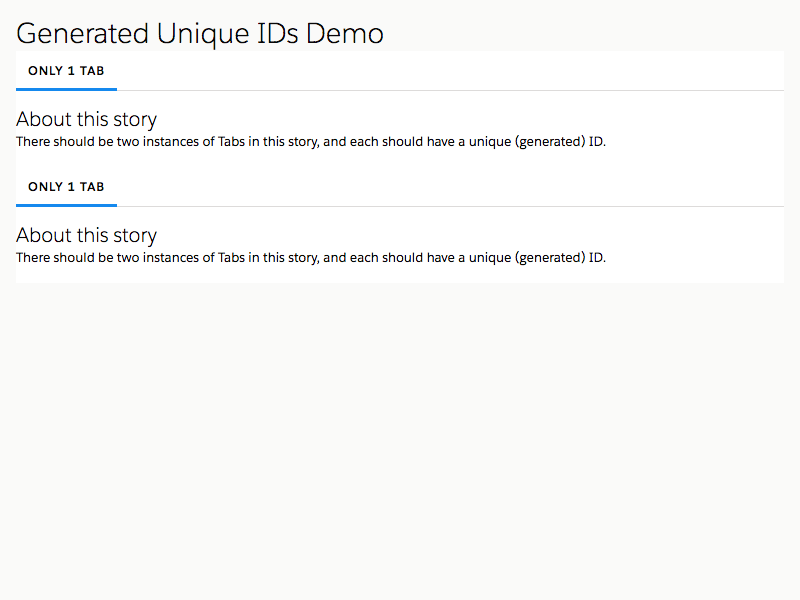 Generated Unique IDs Demo
ONLY 1 TAB
About this story
There should be two instances of Tabs in this story, and each should have a unique (generated) ID.
ONLY 1 TAB
About this story
There should be two instances of Tabs in this story, and each should have a unique (generated) ID.